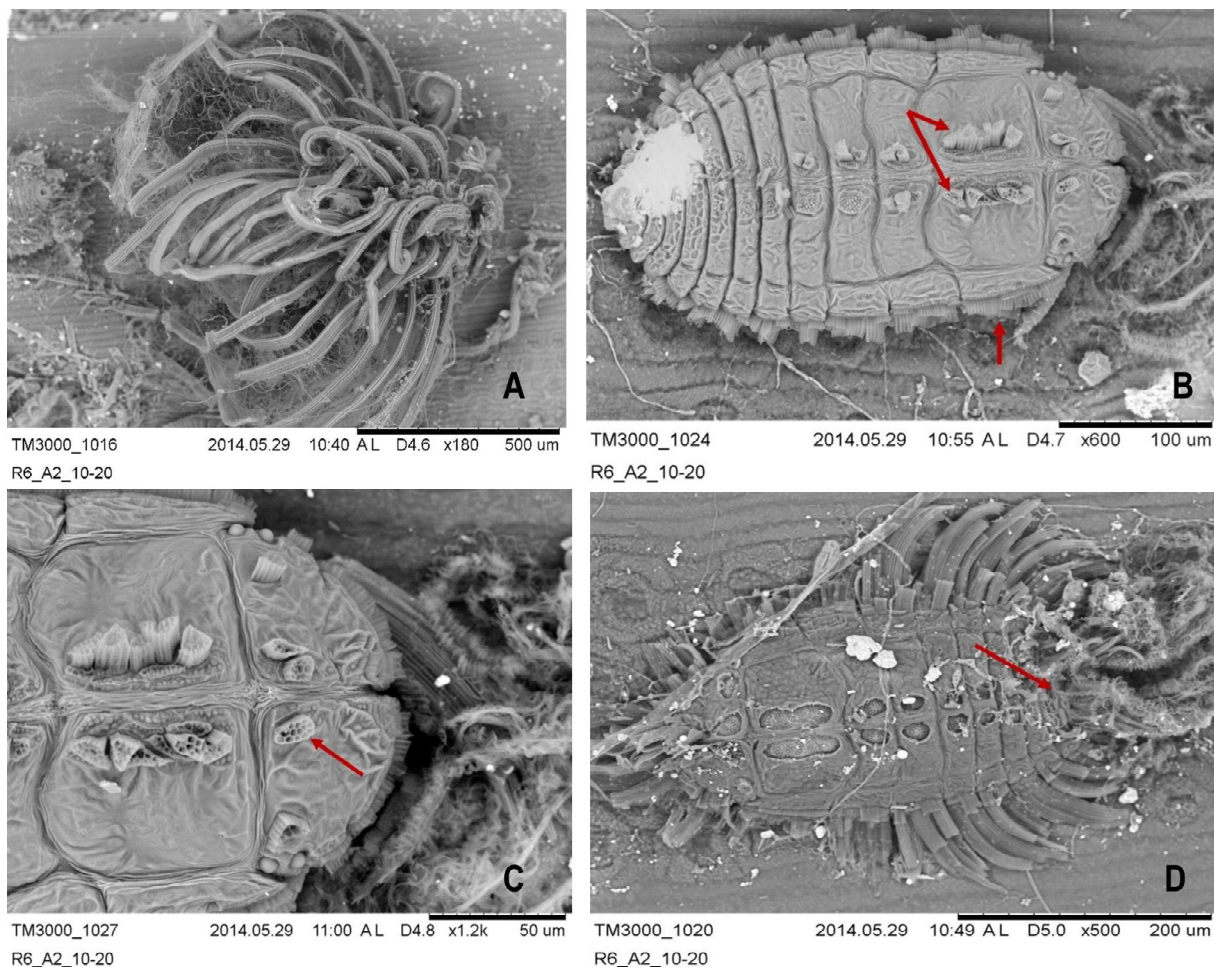 A
TM3000_1016 2014.05.29 10:40 A L D4.6 x180 500 um
R6_A2_10-20
B
TM3000_1024 2014.05.29 10:55 A L D4.7 x600 100 um
R6_A2_10-20
C
TM3000_1027 2014.05.29 11:00 A L D4.8 x1.2k 50 um
R6_A2_10-20
D
TM3000_1020 2014.05.29 10:49 A L D5.0 x500 200 um
R6_A2_10-20